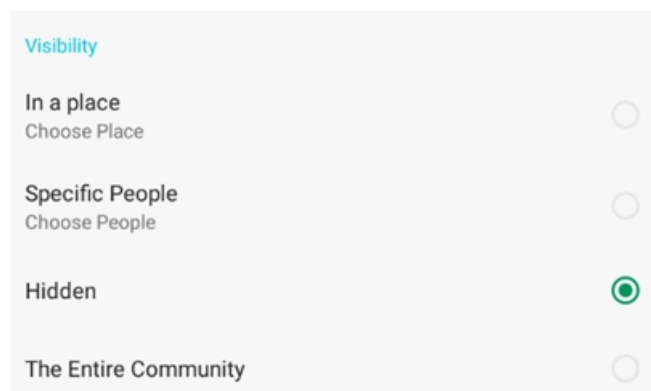 Visibility
In a place
Choose Place
Specific People
Choose People
Hidden
The Entire Community